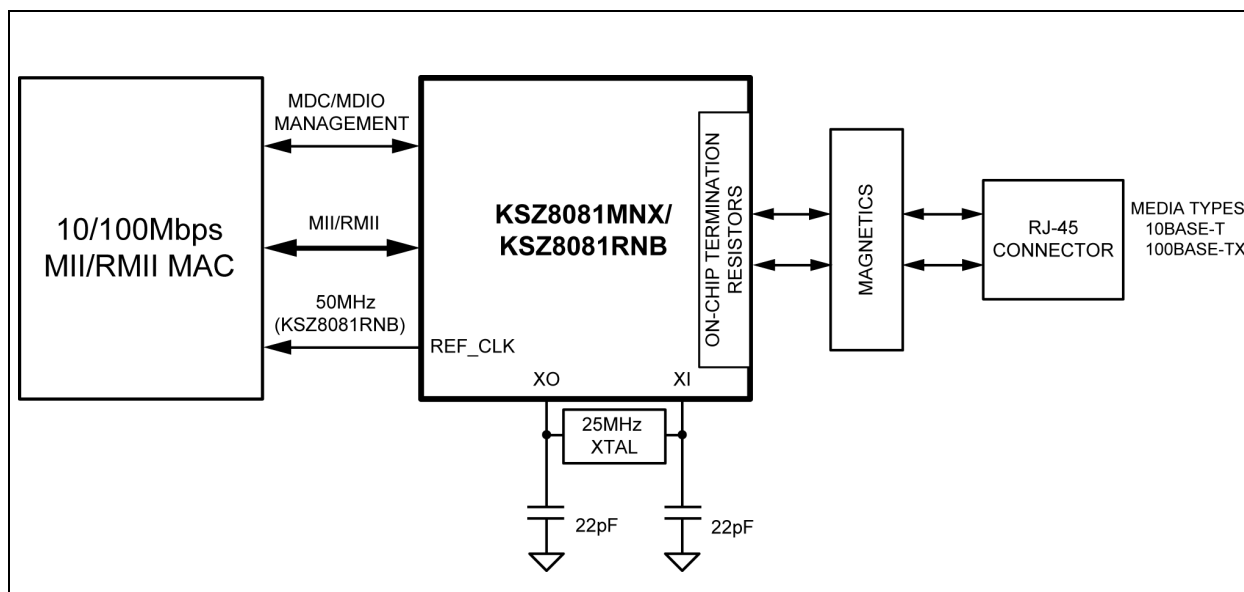 10/100Mbps
MII/RMII MAC
MDC/MDIO
MANAGEMENT
MII/RMII
50MHz
(KSZ8081RNB)
KSZ8081MNX/
KSZ8081RNB
REF_CLK
XO
XI
ON-CHIP TERMINATION
RESISTORS
MAGNETICS
RJ-45
CONNECTOR
MEDIA TYPES
10BASE-T
100BASE-TX
25MHz
XTAL
22pF
22pF